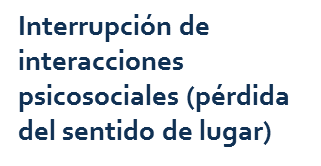 Interrupción de
interacciones
psicosociales (pérdida
del sentido de lugar)